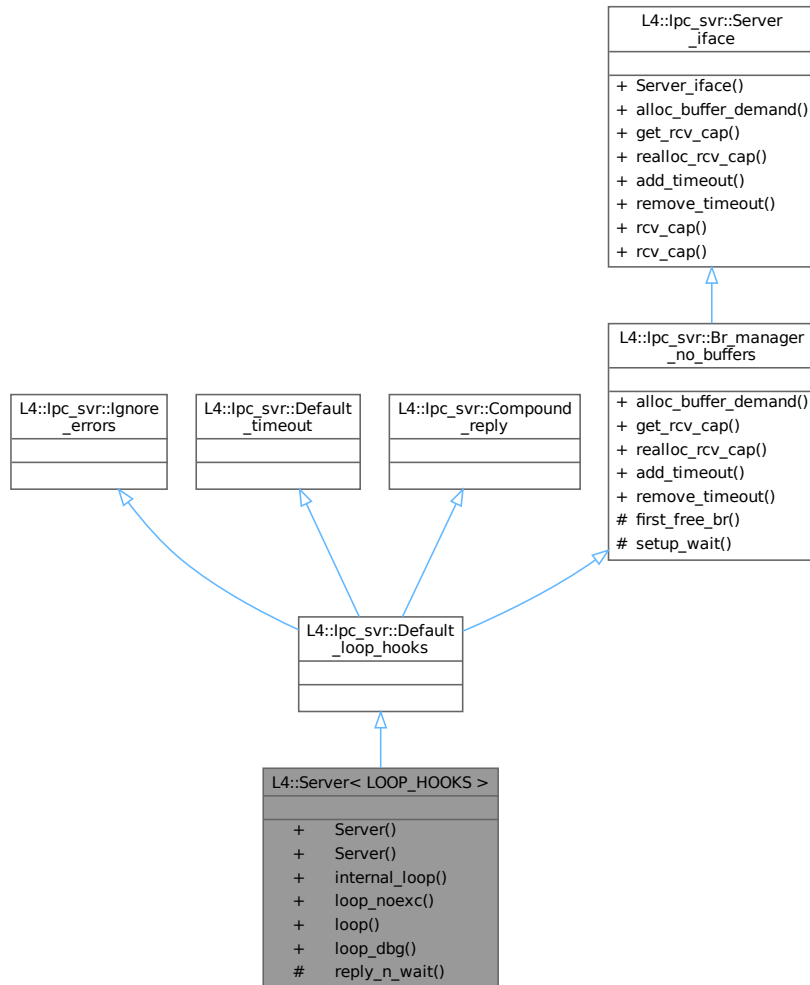 L4::Ipc_svr::Server
_iface
+ Server_iface()
+ alloc_buffer_demand()
+ get_rcv_cap()
+ realloc_rcv_cap()
+ add_timeout()
+ remove_timeout()
+ rcv_cap()
+ rcv_cap()
L4::Ipc_svr::Br_manager
_no_buffers
+ alloc_buffer_demand()
+ get_rcv_cap()
+ realloc_rcv_cap()
+ add_timeout()
+ remove_timeout()
# first_free_br()
# setup_wait()
L4::Ipc_svr::Ignore
_errors
L4::Ipc_svr::Default
_timeout
L4::Ipc_svr::Compound
_reply
L4::Ipc_svr::Default
_loop_hooks
L4::Server< LOOP_HOOKS >
+ Server()
+ Server()
+ internal_loop()
+ loop_noexc()
+ loop()
+ loop_dbg()
# reply_n_wait()